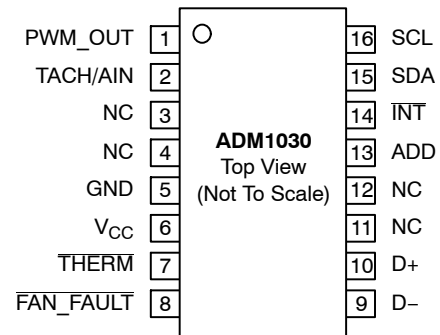 PWM_OUT 1 16 SCL
TACH/AIN 2 15 SDA
NC 3 14 INT
NC 4 13 ADD
GND 5 12 NC
VCC 6 11 NC
THERM 7 10 D+
FAN_FAULT 8 9 D−
ADM1030
Top View
(Not To Scale)